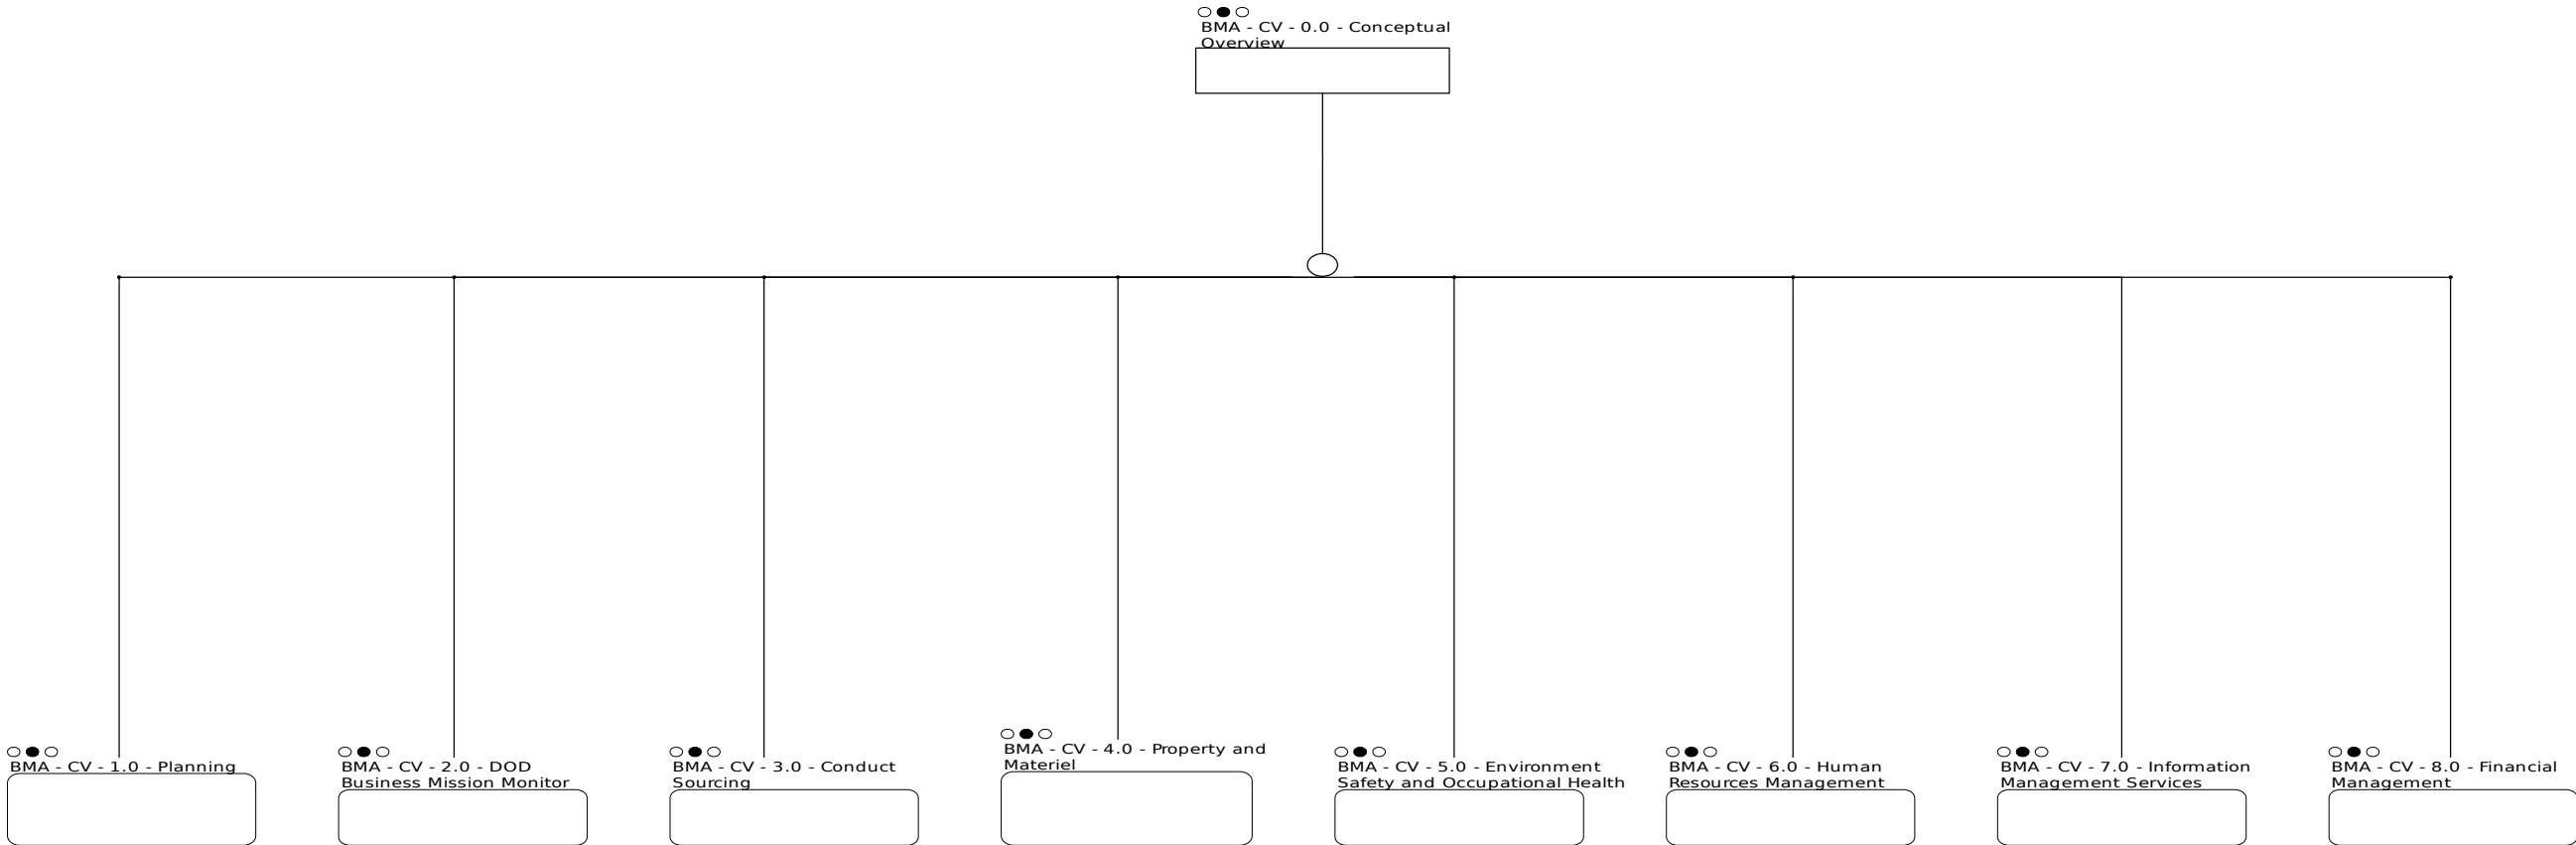 BMA - CV - 0.0 - Conceptual
Overview
BMA - CV - 1.0 - Planning
BMA - CV - 2.0 - DOD
Business Mission Monitor
BMA - CV - 3.0 - Conduct
Sourcing
BMA - CV - 4.0 - Property and
Materiel
BMA - CV - 5.0 - Environment
Safety and Occupational Health
BMA - CV - 6.0 - Human
Resources Management
BMA - CV - 7.0 - Information
Management Services
BMA - CV - 8.0 - Financial
Management